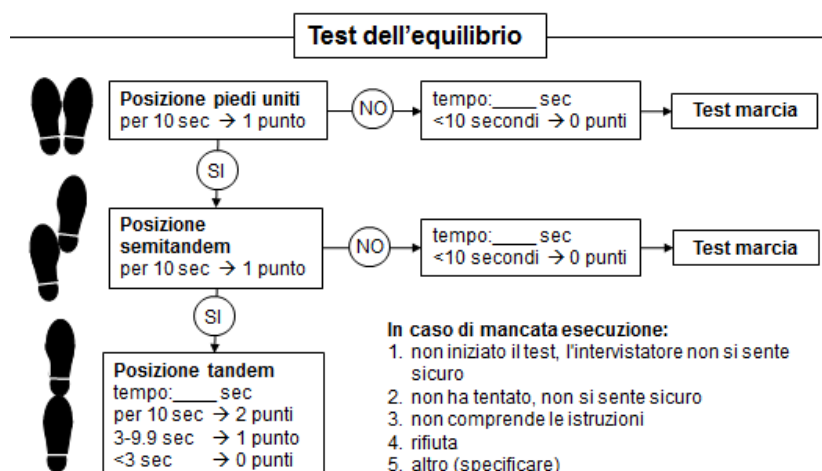 Test dell'equilibrio
Posizione piedi uniti
per 10 sec → 1 punto
NO
tempo:____ sec
<10 secondi → 0 punti
Test marcia
SI
Posizione
semitandem
per 10 sec → 1 punto
NO
tempo:____ sec
<10 secondi → 0 punti
Test marcia
SI
Posizione tandem
tempo:____ sec
per 10 sec → 2 punti
3-9.9 sec → 1 punto
<3 sec → 0 punti
In caso di mancata esecuzione:
1. non iniziato il test, l'intervistatore non si sente
sicuro
2. non ha tentato, non si sente sicuro
3. non comprende le istruzioni
4. rifiuta
5. altro (specificare)